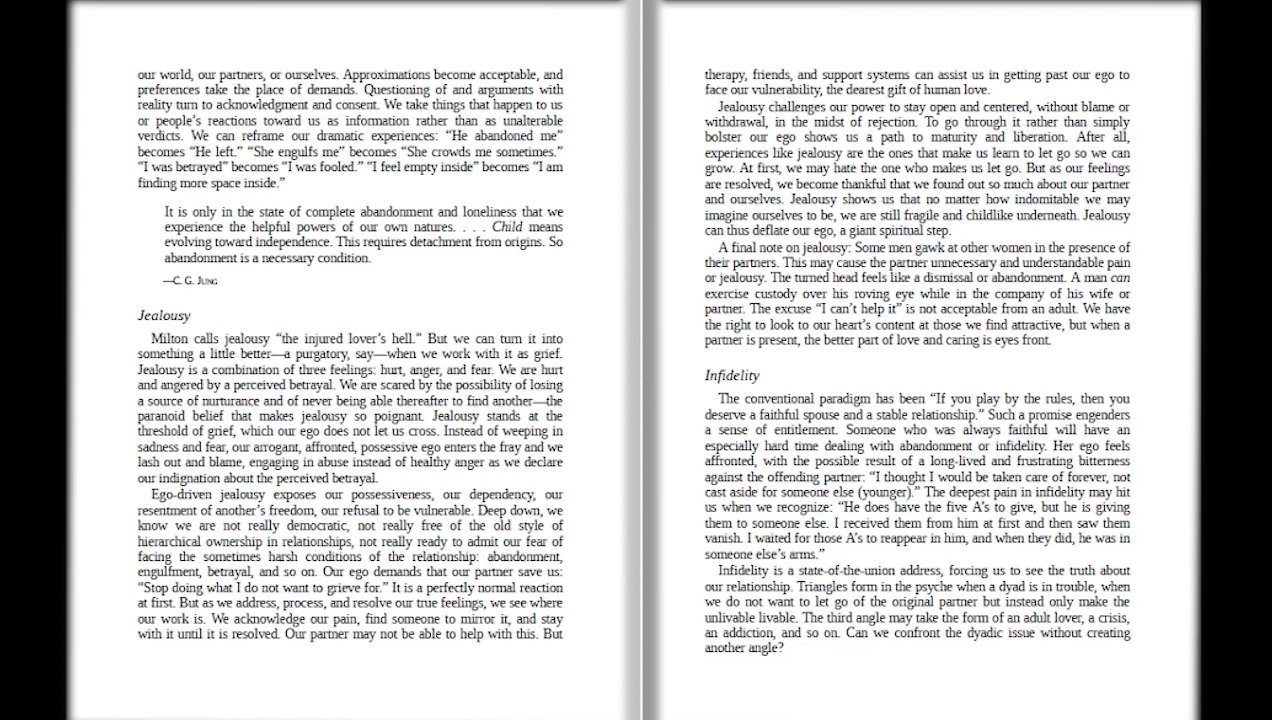 our world, our partners, or ourselves. Approximations become acceptable, and
preferences take the place of demands. Questioning of and arguments with
reality turn to acknowledgment and consent. We take things that happen to us
or people’s reactions toward us as information rather than as unalterable
verdicts. We can reframe our dramatic experiences: “He abandoned me”
becomes “He left.” “She engulfs me” becomes “She crowds me sometimes.”
“I was betrayed” becomes “I was fooled.” “I feel empty inside” becomes “I am
finding more space inside.”
It is only in the state of complete abandonment and loneliness that we
experience the helpful powers of our own natures. . . . Child means
evolving toward independence. This requires detachment from origins. So
abandonment is a necessary condition.
—C. G. Jung
Jealousy
Milton calls jealousy “the injured lover’s hell.” But we can turn it into
something a little better—a purgatory, say—when we work with it as grief.
Jealousy is a combination of three feelings: hurt, anger, and fear. We are hurt
and angered by a perceived betrayal. We are scared by the possibility of losing
a source of nurturance and of never being able thereafter to find another—the
paranoid belief that makes jealousy so poignant. Jealousy stands at the
threshold of grief, which our ego does not let us cross. Instead of weeping in
sadness and fear, our arrogant, affronted, possessive ego enters the fray and we
lash out and blame, engaging in abuse instead of healthy anger as we declare
our indignation about the perceived betrayal.
Ego-driven jealousy exposes our possessiveness, our dependency, our
resentment of another’s freedom, our refusal to be vulnerable. Deep down, we
know we are not really democratic, not really free of the old style of
hierarchical ownership in relationships, not really ready to admit our fear of
facing the sometimes harsh conditions of the relationship: abandonment,
engulfment, betrayal, and so on. Our ego demands that our partner save us:
“Stop doing what I do not want to grieve for.” It is a perfectly normal reaction
at first. But as we address, process, and resolve our true feelings, we see where
our work is. We acknowledge our pain, find someone to mirror it, and stay
with it until it is resolved. Our partner may not be able to help with this. But
therapy, friends, and support systems can assist us in getting past our ego to
face our vulnerability, the dearest gift of human love.
Jealousy challenges our power to stay open and centered, without blame or
withdrawal, in the midst of rejection. To go through it rather than simply
bolster our ego shows us a path to maturity and liberation. After all,
experiences like jealousy are the ones that make us learn to let go so we can
grow. At first, we may hate the one who makes us let go. But as our feelings
are resolved, we become thankful that we found out so much about our partner
and ourselves. Jealousy shows us that no matter how indomitable we may
imagine ourselves to be, we are still fragile and childlike underneath. Jealousy
can thus deflate our ego, a giant spiritual step.
A final note on jealousy: Some men gawk at other women in the presence of
their partners. This may cause the partner unnecessary and understandable pain
or jealousy. The turned head feels like a dismissal or abandonment. A man can
exercise custody over his roving eye while in the company of his wife or
partner. The excuse “I can’t help it” is not acceptable from an adult. We have
the right to look to our heart’s content at those we find attractive, but when a
partner is present, the better part of love and caring is eyes front.
Infidelity
The conventional paradigm has been “If you play by the rules, then you
deserve a faithful spouse and a stable relationship.” Such a promise engenders
a sense of entitlement. Someone who was always faithful will have an
especially hard time dealing with abandonment or infidelity. Her ego feels
affronted, with the possible result of a long-lived and frustrating bitterness
against the offending partner: “I thought I would be taken care of forever, not
cast aside for someone else (younger).” The deepest pain in infidelity may hit
us when we recognize: “He does have the five A’s to give, but he is giving
them to someone else. I received them from him at first and then saw them
vanish. I waited for those A’s to reappear in him, and when they did, he was in
someone else’s arms.”
Infidelity is a state-of-the-union address, forcing us to see the truth about
our relationship. Triangles form in the psyche when a dyad is in trouble, when
we do not want to let go of the original partner but instead only make the
unlivable livable. The third angle may take the form of an adult lover, a crisis,
an addiction, and so on. Can we confront the dyadic issue without creating
another angle?